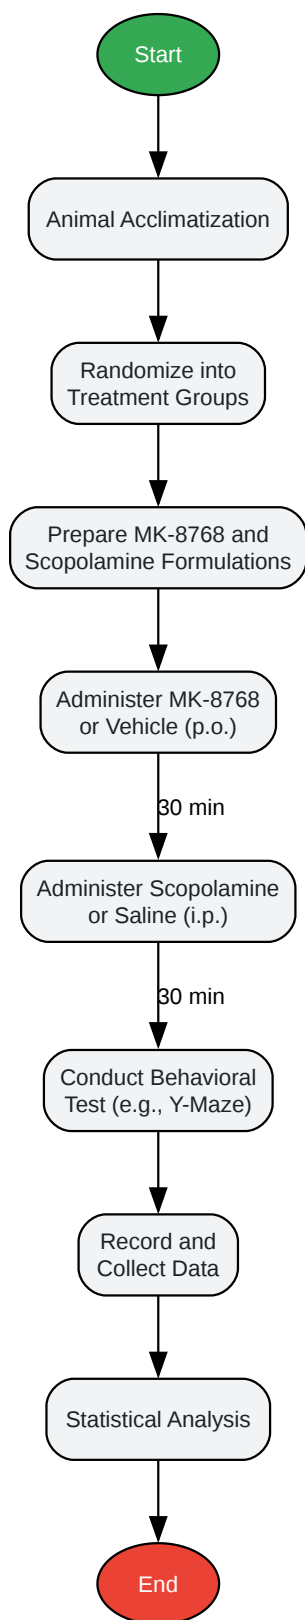 Start
Animal Acclimatization
Randomize into
Treatment Groups
Prepare MK-8768 and
Scopolamine Formulations
Administer MK-8768
or Vehicle (p.o.)
30 min
Administer Scopolamine
or Saline (i.p.)
30 min
Conduct Behavioral
Test (e.g., Y-Maze)
Record and
Collect Data
Statistical Analysis
End